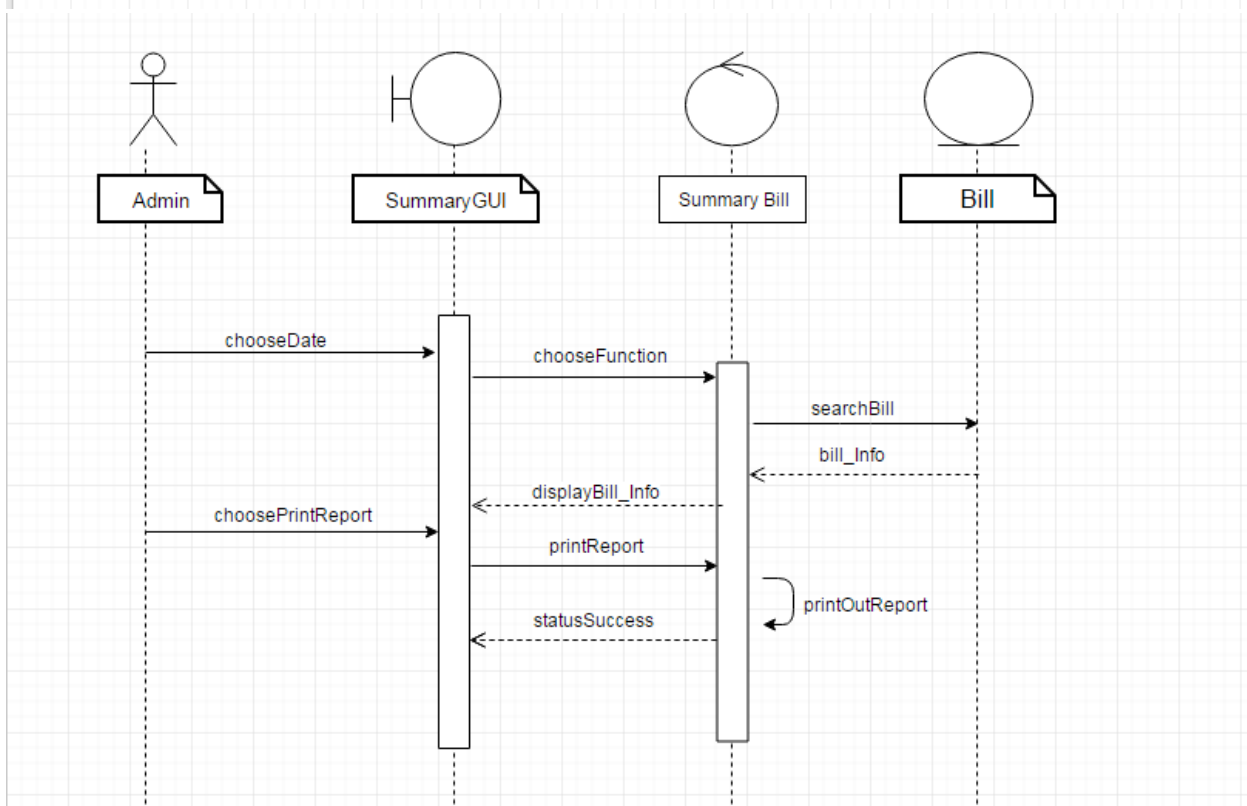 Admin
SummaryGUI
Summary Bill
Bill
chooseDate
chooseFunction
searchBill
bill_Info
displayBill_Info
choosePrintReport
printReport
printOutReport
statusSuccess